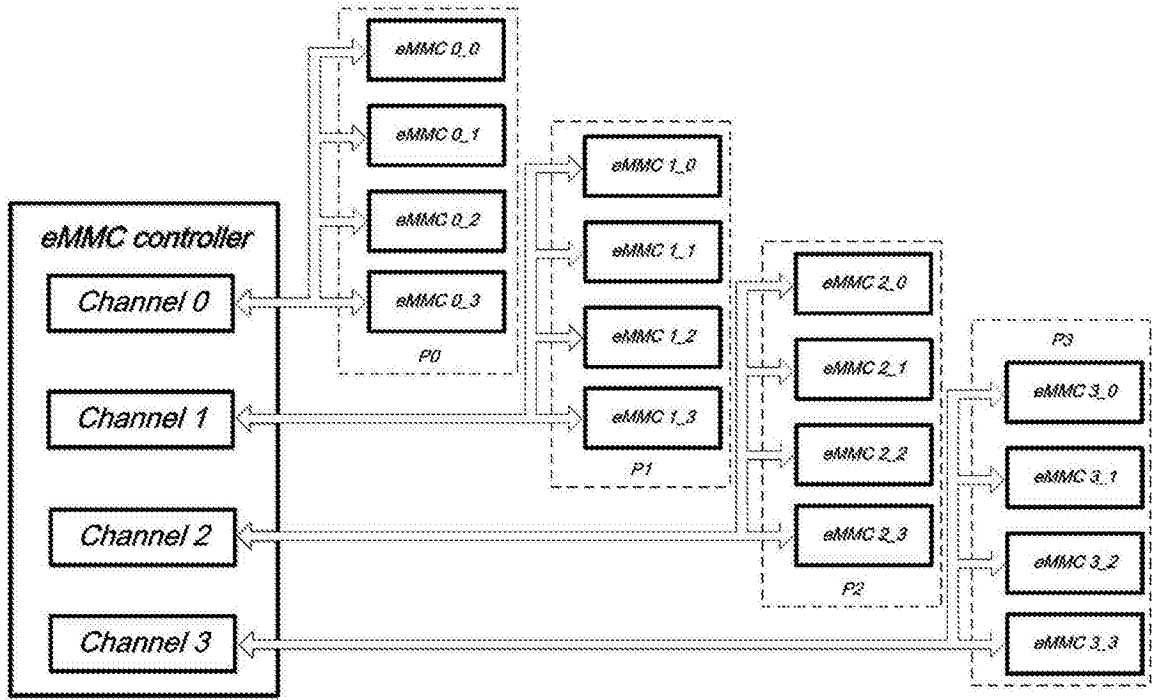 eMMC controller
Channel 0
Channel 1
Channel 2
Channel 3
eMMC 0_0
eMMC 0_1
eMMC 0_2
eMMC 0_3
P0
eMMC 1_0
eMMC 1_1
eMMC 1_2
eMMC 1_3
P1
eMMC 2_0
eMMC 2_1
eMMC 2_2
eMMC 2_3
P2
P3
eMMC 3_0
eMMC 3_1
eMMC 3_2
eMMC 3_3